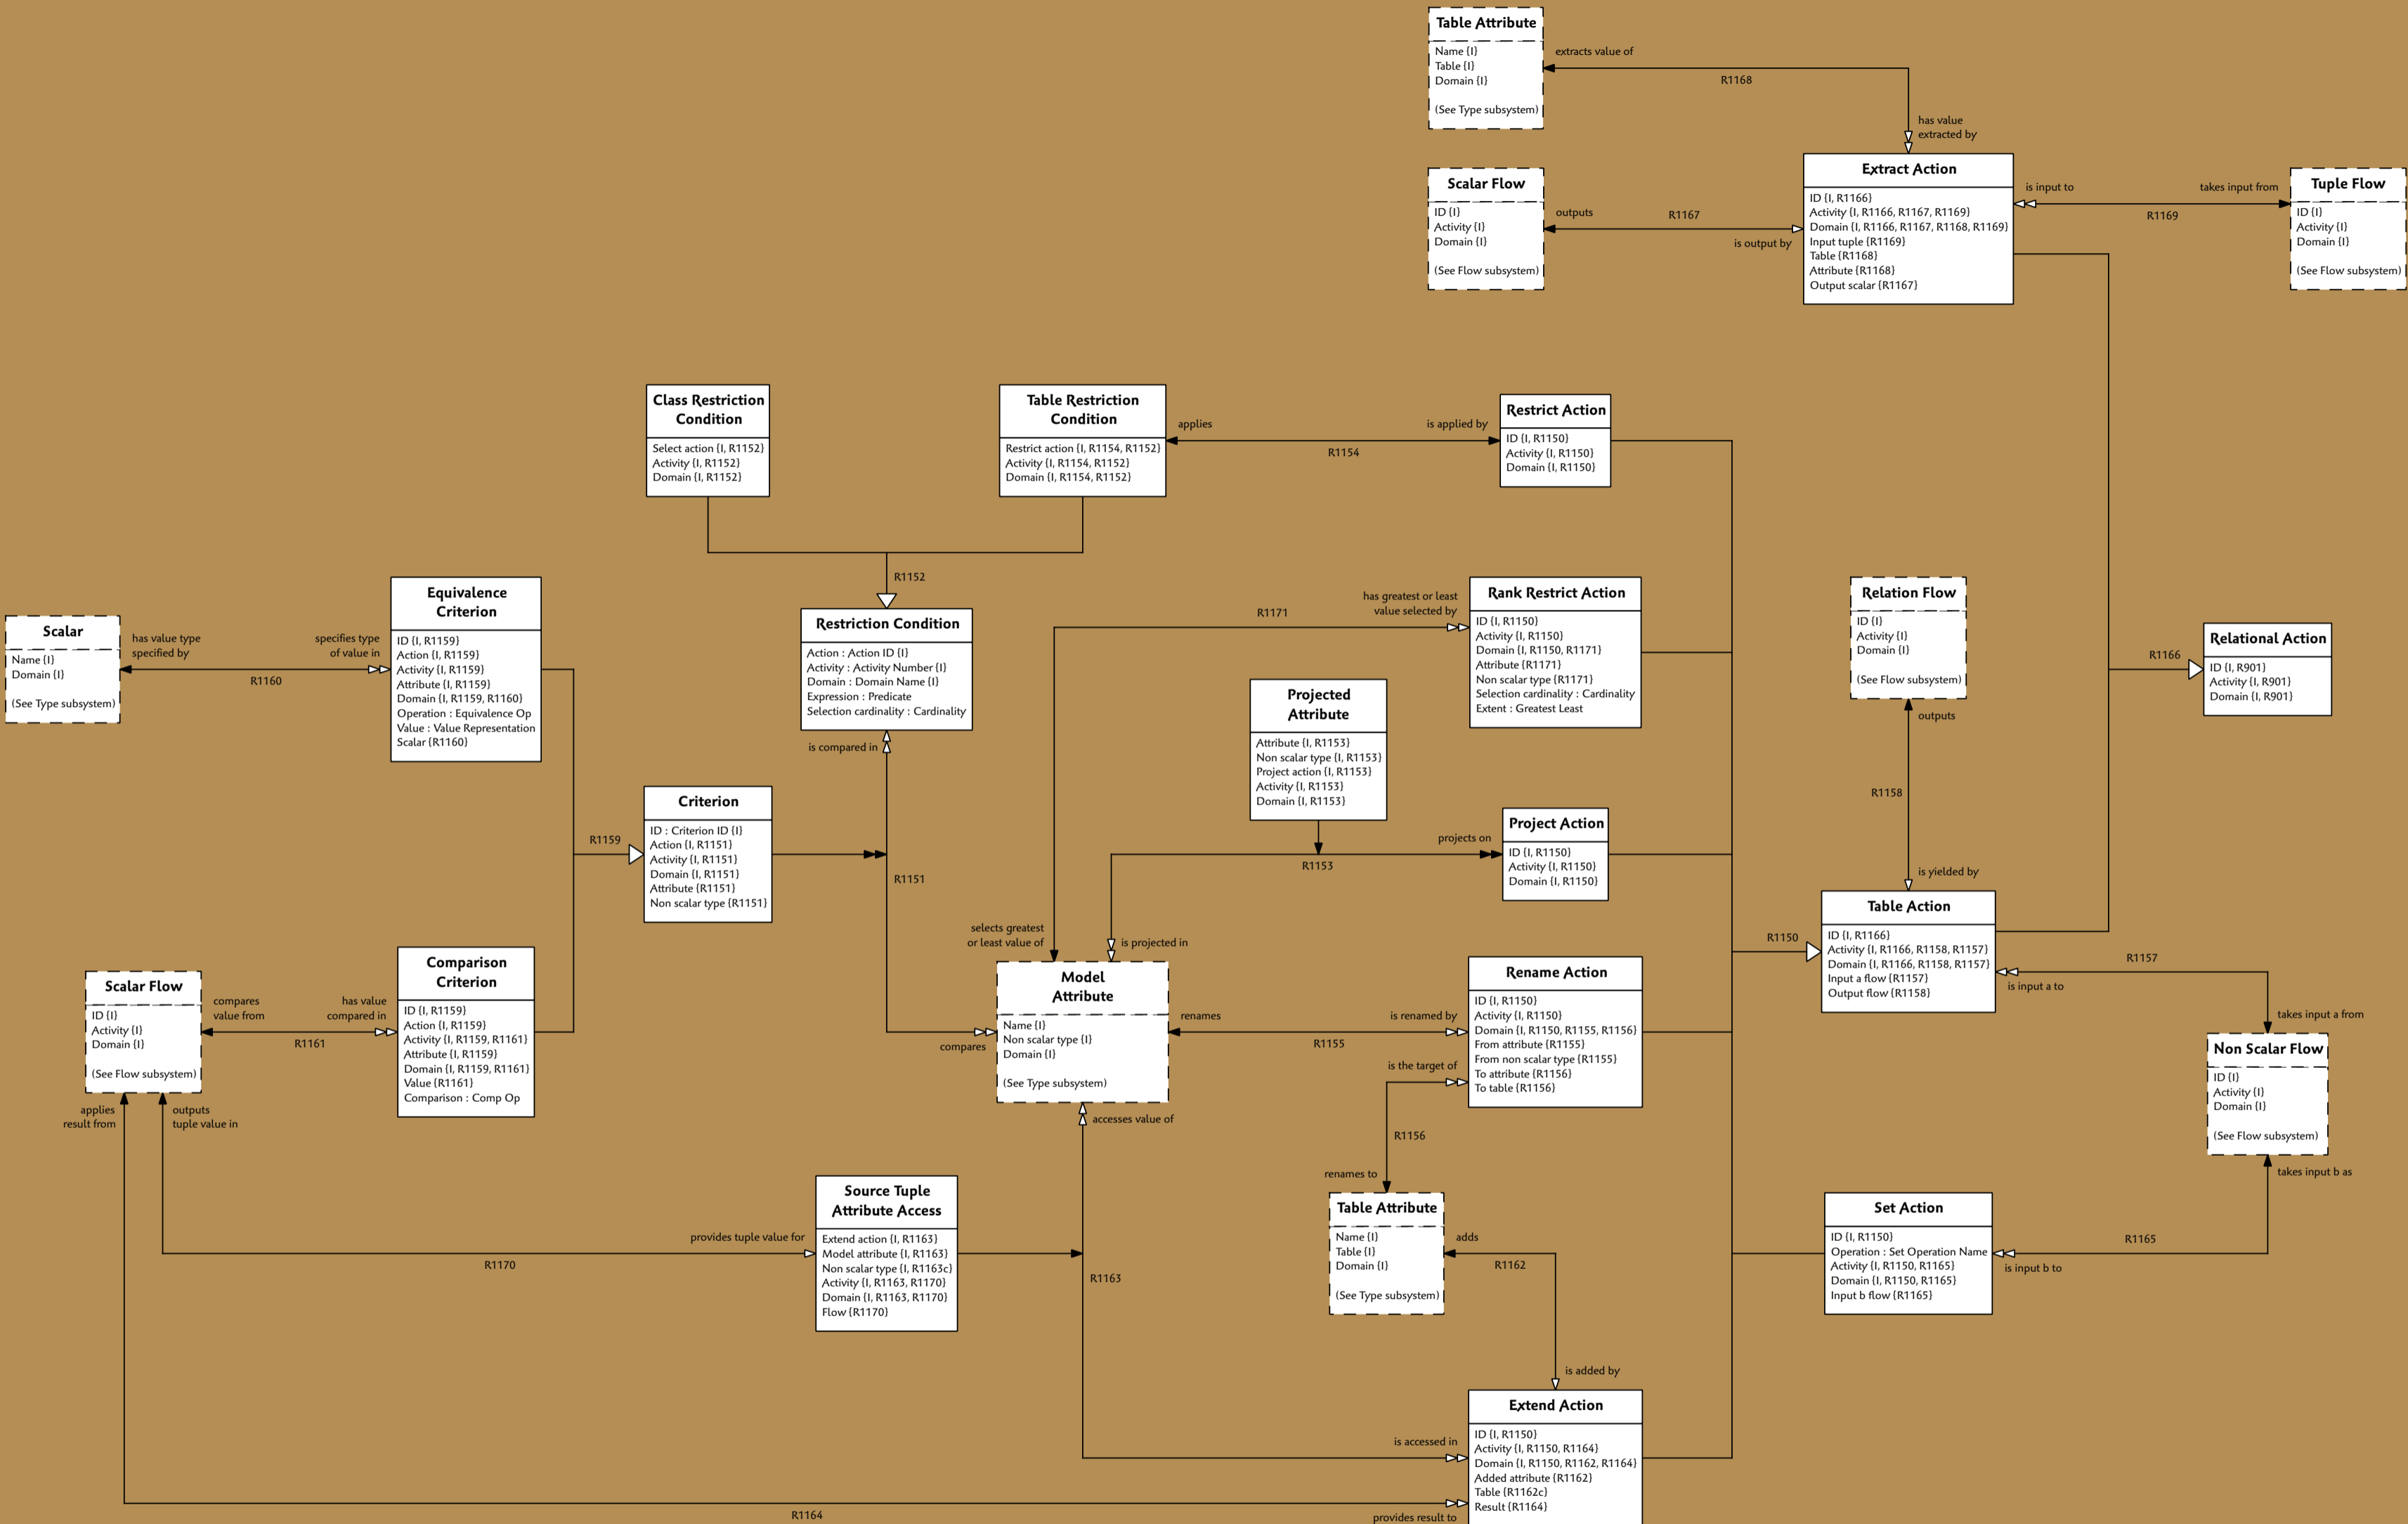 Table Attribute
Name {I}
Table {I}
Domain {I}
(See Type subsystem)
extracts value of
R1168
has value
extracted by
Scalar Flow
ID {I}
Activity {I}
Domain {I}
(See Flow subsystem)
outputs
R1167
is output by
Extract Action
ID {I, R1166}
Activity {I, R1166, R1167, R1169}
Domain {I, R1166, R1167, R1168, R1169}
Input tuple {R1169}
Table {R1168}
Attribute {R1168}
Output scalar {R1167}
is input to
takes input from
R1169
Tuple Flow
ID {I}
Activity {I}
Domain {I}
(See Flow subsystem)
Class Restriction
Condition
Select action {I, R1152}
Activity {I, R1152}
Domain {I, R1152}
Table Restriction
Condition
Restrict action {I, R1154, R1152}
Activity {I, R1154, R1152}
Domain {I, R1154, R1152}
applies
is applied by
R1154
Restrict Action
ID {I, R1150}
Activity {I, R1150}
Domain {I, R1150}
R1152
Scalar
Name {I}
Domain {I}
(See Type subsystem)
has value type
specified by
specifies type
of value in
R1160
Equivalence
Criterion
ID {I, R1159}
Action {I, R1159}
Activity {I, R1159}
Attribute {I, R1159}
Domain {I, R1159, R1160}
Operation : Equivalence Op
Value : Value Representation
Scalar {R1160}
Restriction Condition
Action : Action ID {I}
Activity : Activity Number {I}
Domain : Domain Name {I}
Expression : Predicate
Selection cardinality : Cardinality
is compared in
R1171
has greatest or least
value selected by
Rank Restrict Action
ID {I, R1150}
Activity {I, R1150}
Domain {I, R1150, R1171}
Attribute {R1171}
Non scalar type {R1171}
Selection cardinality : Cardinality
Extent : Greatest Least
Relation Flow
ID {I}
Activity {I}
Domain {I}
(See Flow subsystem)
outputs
R1158
is yielded by
R1166
Relational Action
ID {I, R901}
Activity {I, R901}
Domain {I, R901}
Projected
Attribute
Attribute {I, R1153}
Non scalar type {I, R1153}
Project action {I, R1153}
Activity {I, R1153}
Domain {I, R1153}
projects on
R1153
is projected in
Project Action
ID {I, R1150}
Activity {I, R1150}
Domain {I, R1150}
R1159
Criterion
ID : Criterion ID {I}
Action {I, R1151}
Activity {I, R1151}
Domain {I, R1151}
Attribute {R1151}
Non scalar type {R1151}
R1151
selects greatest
or least value of
compares
R1150
Table Action
ID {I, R1166}
Activity {I, R1166, R1158, R1157}
Domain {I, R1166, R1158, R1157}
Input a flow {R1157}
Output flow {R1158}
R1157
is input a to
takes input a from
Scalar Flow
ID {I}
Activity {I}
Domain {I}
(See Flow subsystem)
compares
value from
has value
compared in
R1161
Comparison
Criterion
ID {I, R1159}
Action {I, R1159}
Activity {I, R1159, R1161}
Attribute {I, R1159}
Domain {I, R1159, R1161}
Value {R1161}
Comparison : Comp Op
Model
Attribute
Name {I}
Non scalar type {I}
Domain {I}
(See Type subsystem)
renames
is renamed by
R1155
Rename Action
ID {I, R1150}
Activity {I, R1150}
Domain {I, R1150, R1155, R1156}
From attribute {R1155}
From non scalar type {R1155}
To attribute {R1156}
To table {R1156}
is the target of
R1156
renames to
Non Scalar Flow
ID {I}
Activity {I}
Domain {I}
(See Flow subsystem)
takes input b as
applies
result from
outputs
tuple value in
accesses value of
provides tuple value for
R1170
Source Tuple
Attribute Access
Extend action {I, R1163}
Model attribute {I, R1163}
Non scalar type {I, R1163c}
Activity {I, R1163, R1170}
Domain {I, R1163, R1170}
Flow {R1170}
R1163
Table Attribute
Name {I}
Table {I}
Domain {I}
(See Type subsystem)
adds
R1162
is added by
Set Action
ID {I, R1150}
Operation : Set Operation Name
Activity {I, R1150, R1165}
Domain {I, R1150, R1165}
Input b flow {R1165}
R1165
is input b to
is accessed in
Extend Action
ID {I, R1150}
Activity {I, R1150, R1164}
Domain {I, R1150, R1162, R1164}
Added attribute {R1162}
Table {R1162c}
Result {R1164}
R1164
provides result to